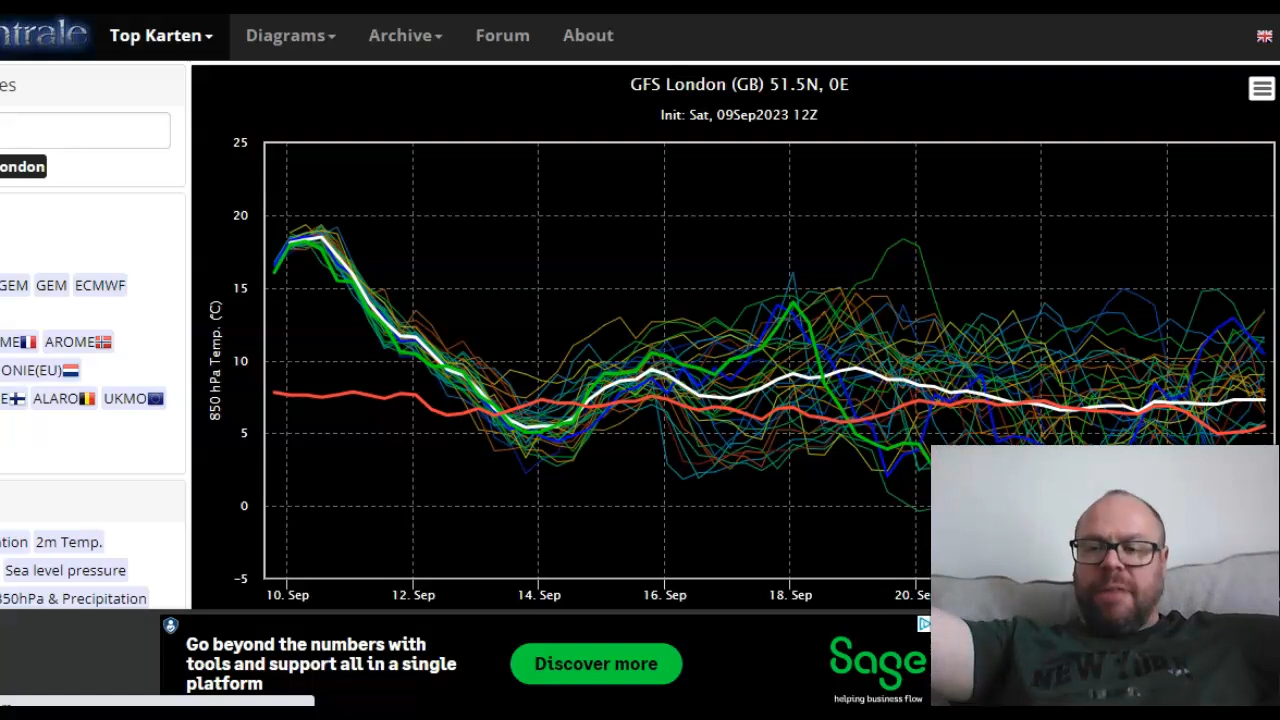 ntrale
Top Karten
Diagrams
Archive
Forum
About
es
ondon
GEM
GEM
ECMWF
ME
AROME
ONIE(EU)
E
ALARO
UKMO
ation
2m Temp.
Sea level pressure
850hPa & Precipitation
GFS London (GB) 51.5N, 0E
Init: Sat, 09Sep2023 12Z
850 hPa Temp. (°C)
25
20
15
10
5
0
−5
10. Sep
12. Sep
14. Sep
16. Sep
18. Sep
20. Se
Go beyond the numbers with
tools and support all in a single
platform
Discover more
Sage
helping business flow
NEW YORK